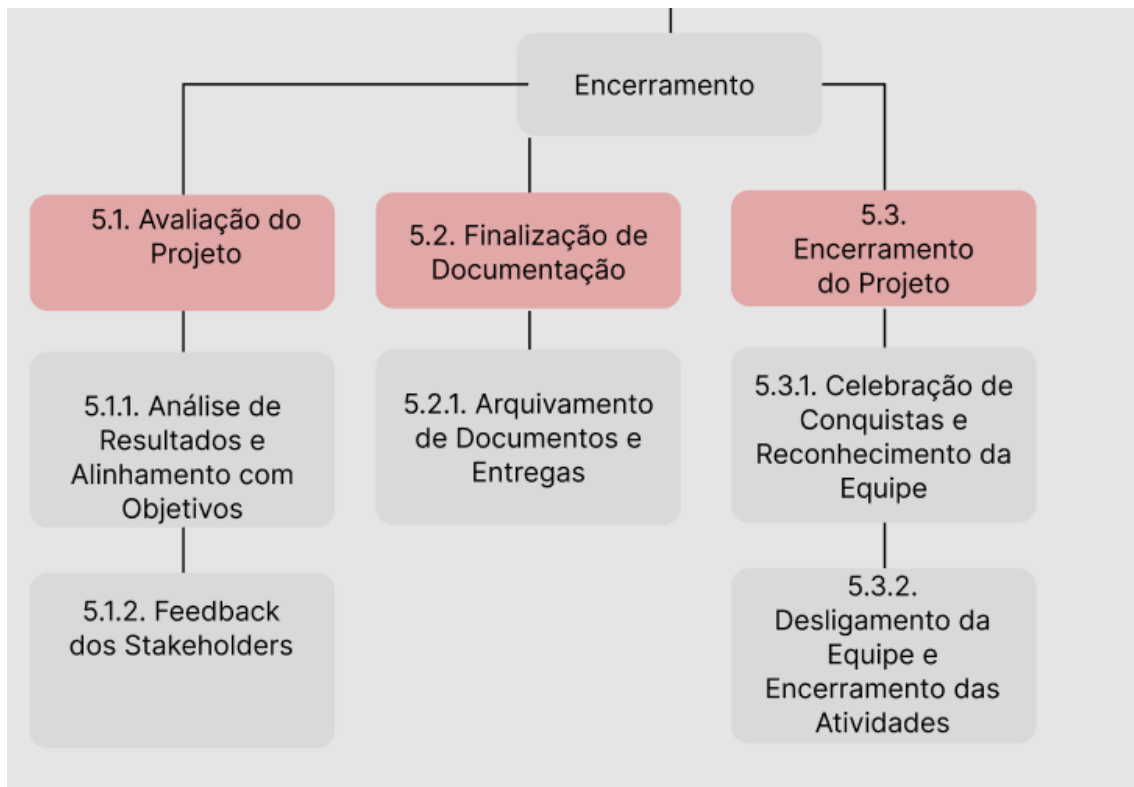 Encerramento
5.1. Avaliação do
Projeto
5.2. Finalização de
Documentação
5.3.
Encerramento
do Projeto
5.1.1. Análise de
Resultados e
Alinhamento com
Objetivos
5.2.1. Arquivamento
de Documentos e
Entregas
5.3.1. Celebração de
Conquistas e
Reconhecimento da
Equipe
5.1.2. Feedback
dos Stakeholders
5.3.2.
Desligamento da
Equipe e
Encerramento das
Atividades